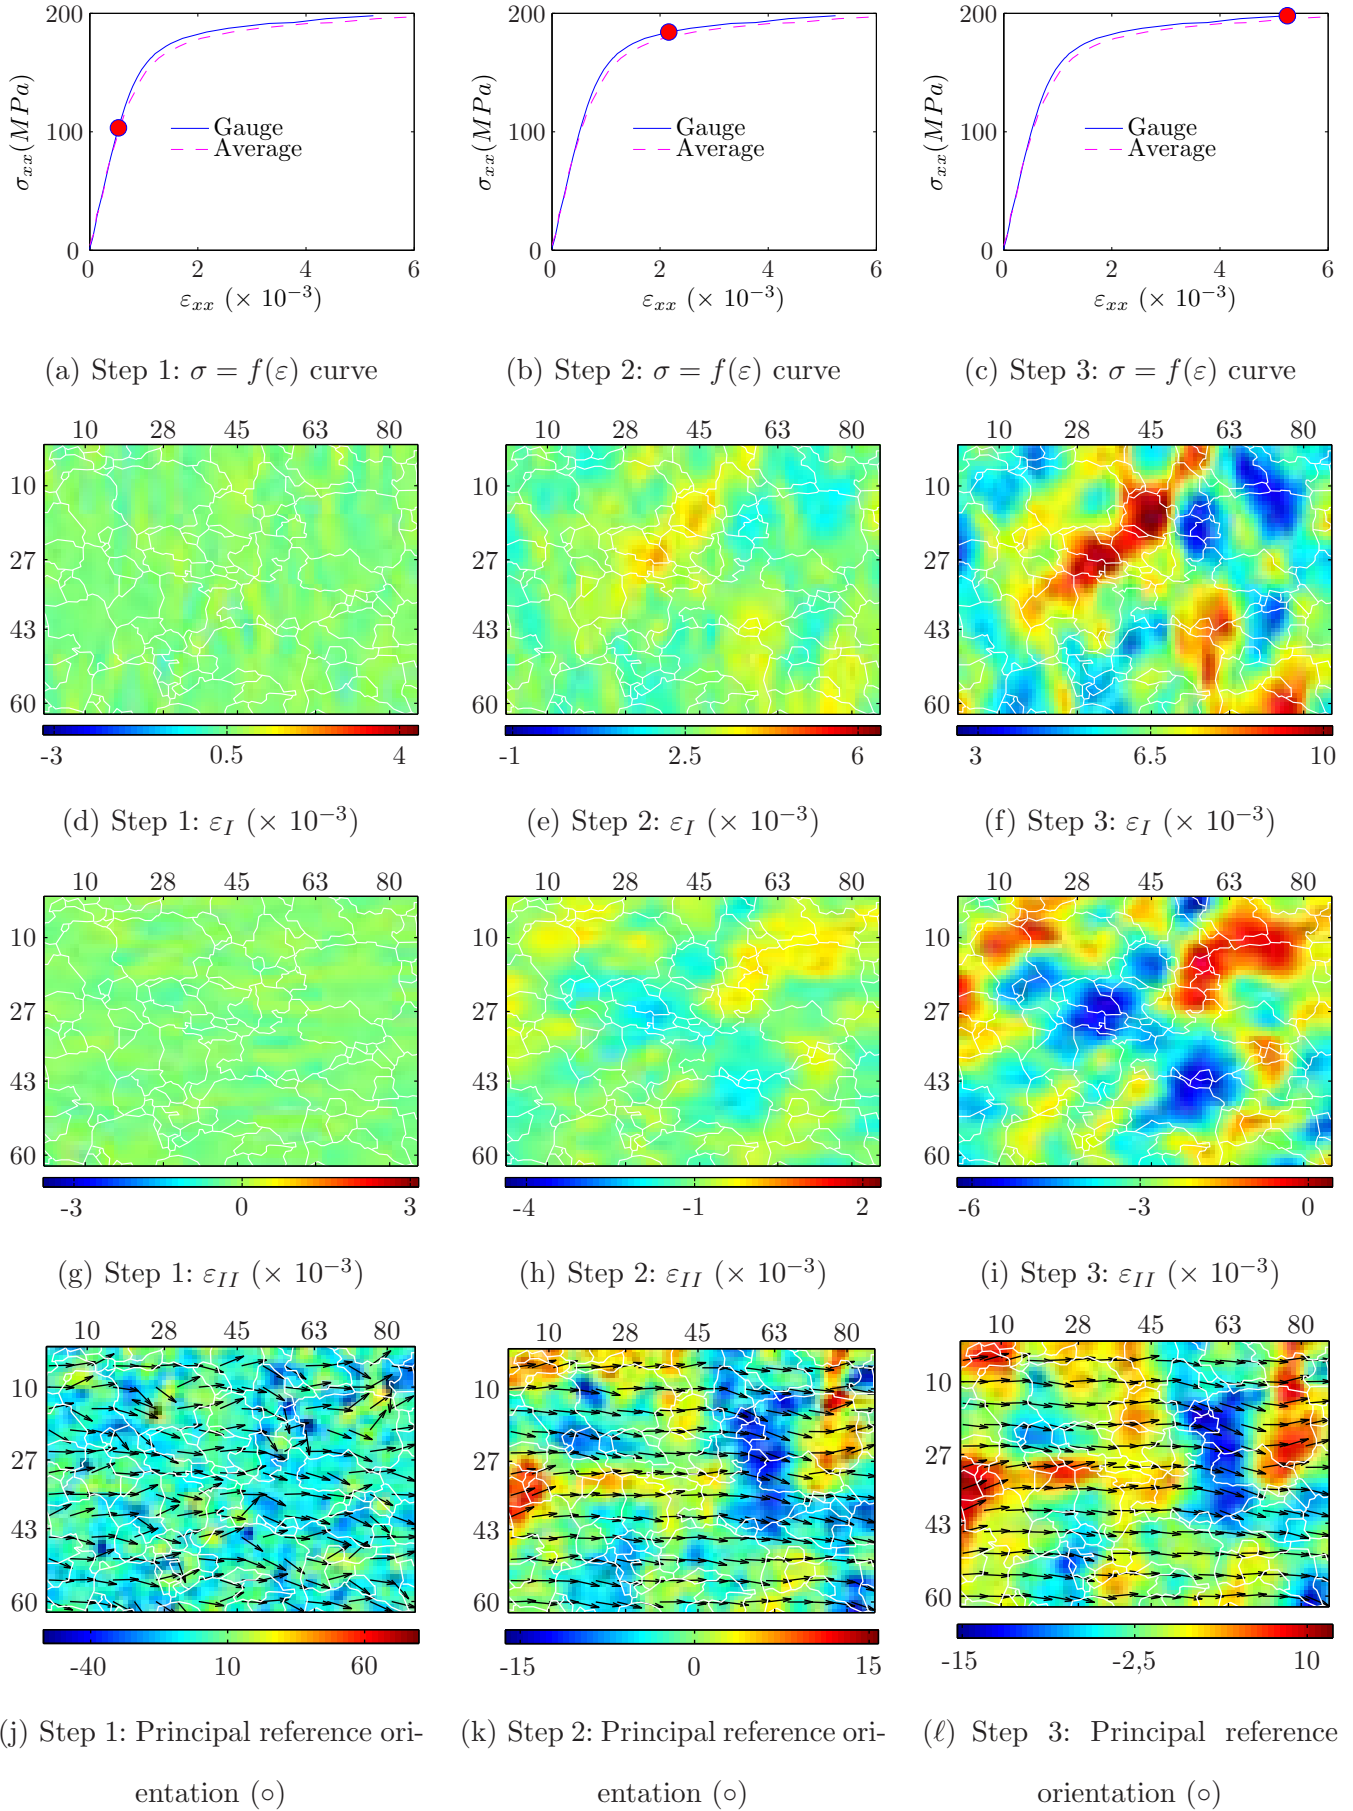 200
100
0
σxx(MPa)
Gauge
Average
0 2 4 6
εxx (× 10−3)
(a) Step 1: σ = f(ε) curve
200
100
0
σxx(MPa)
Gauge
Average
0 2 4 6
εxx (× 10−3)
(b) Step 2: σ = f(ε) curve
200
100
0
σxx(MPa)
Gauge
Average
0 2 4 6
εxx (× 10−3)
(c) Step 3: σ = f(ε) curve
10 28 45 63 80
10
27
43
60
-3 0.5 4
(d) Step 1: εI (× 10−3)
10 28 45 63 80
-1 2.5 6
(e) Step 2: εI (× 10−3)
10 28 45 63 80
10
27
43
60
3 6.5 10
(f) Step 3: εI (× 10−3)
10 28 45 63 80
10
27
43
60
-3 0 3
(g) Step 1: εII (× 10−3)
10 28 45 63 80
10
27
43
60
-4 -1 2
(h) Step 2: εII (× 10−3)
10 28 45 63 80
10
27
43
60
-6 -3 0
(i) Step 3: εII (× 10−3)
10 28 45 63 80
10
27
43
60
-40 10 60
(j) Step 1: Principal reference ori-
entation (○)
10 28 45 63 80
10
27
43
60
-15 0 15
(k) Step 2: Principal reference ori-
entation (○)
10 28 45 63 80
10
27
43
60
-15 -2,5 10
(ℓ) Step 3: Principal reference
orientation (○)